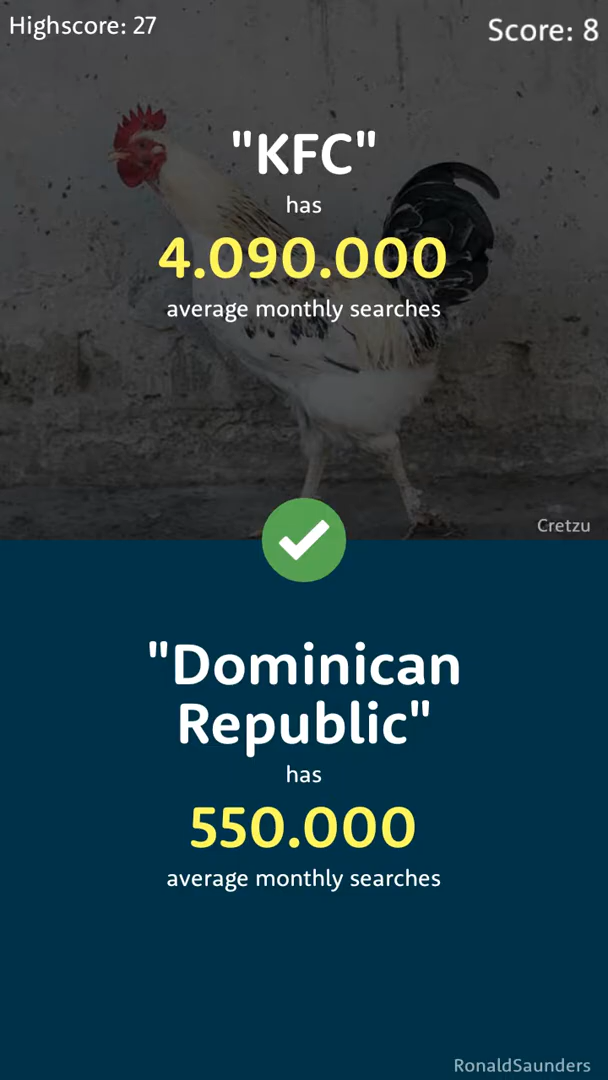 Highscore: 27
Score: 8
"KFC"
has
4.090.000
average monthly searches
Cretzu
"Dominican
Republic"
has
550.000
average monthly searches
RonaldSaunders